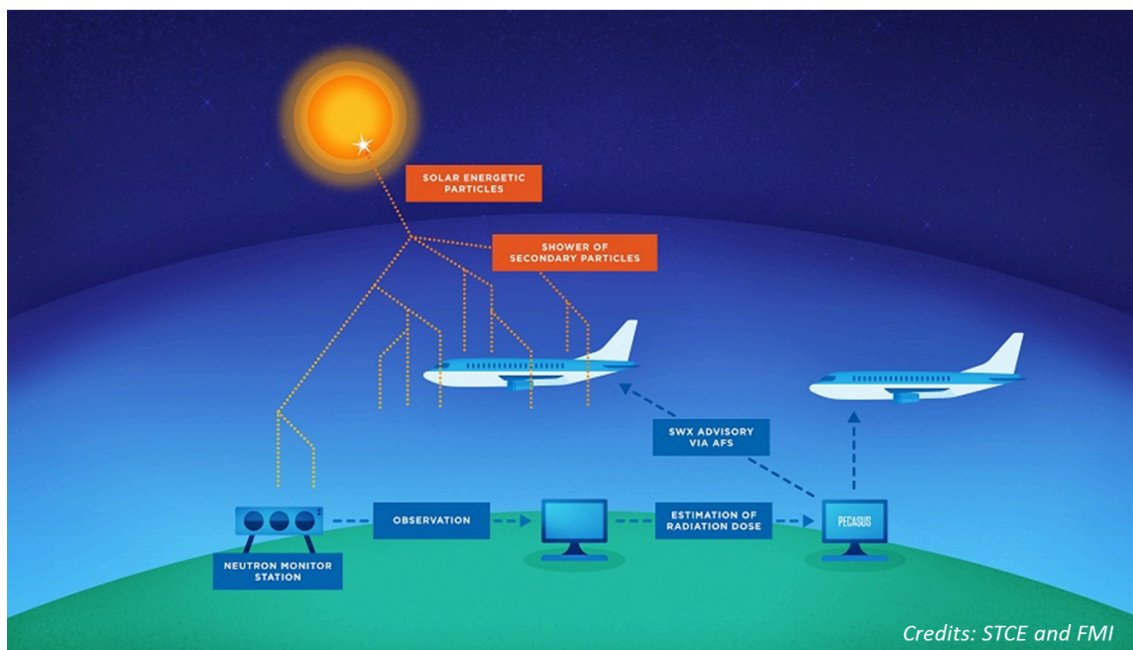 SOLAR ENERGETIC
PARTICLES
SHOWER OF
SECONDARY PARTICLES
SWX ADVISORY
VIA AFS
OBSERVATION
ESTIMATION OF
RADIATION DOSE
PECASUS
NEUTRON MONITOR
STATION
Credits: STCE and FMI